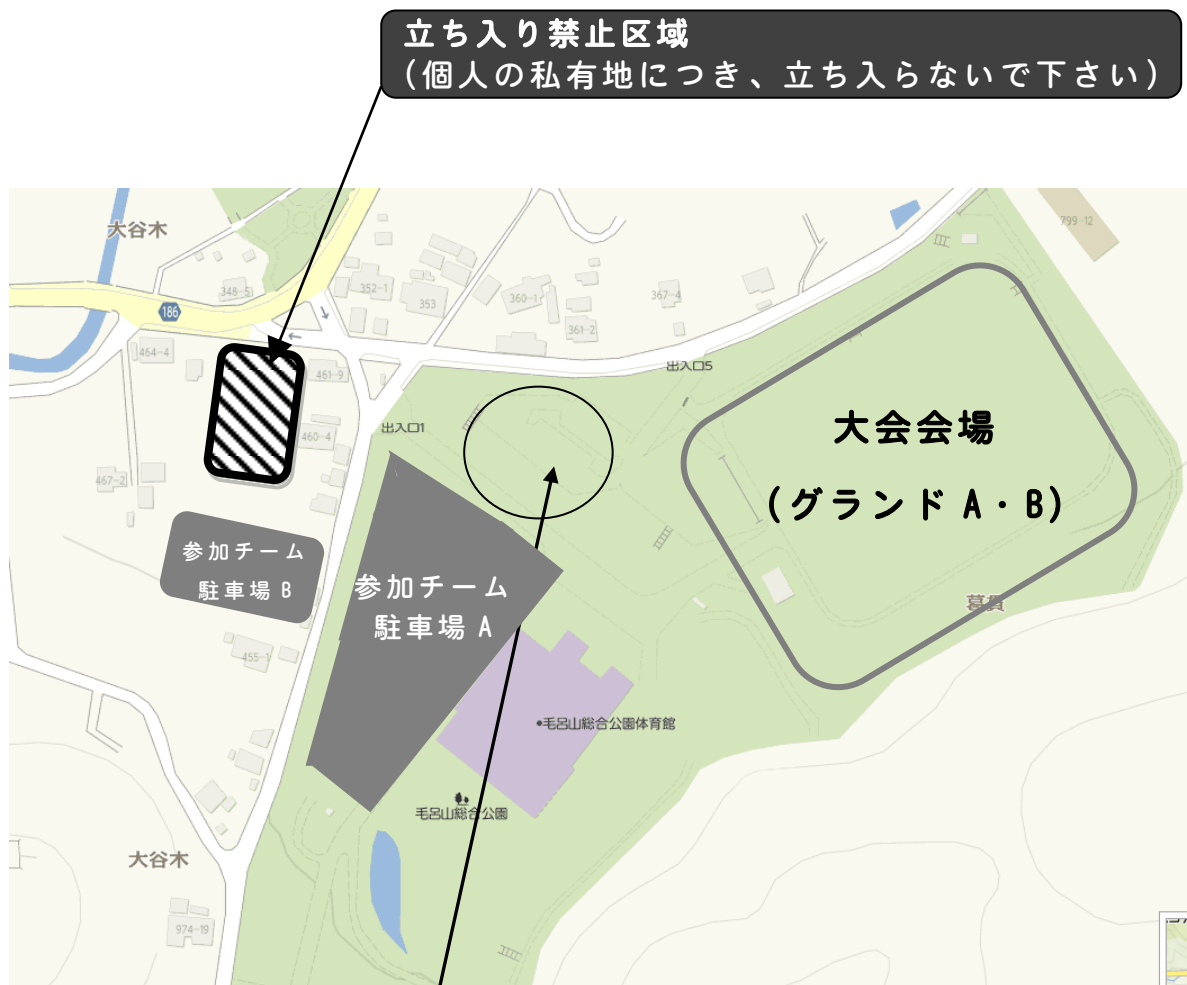 立ち入り禁止区域
(個人の私有地につき、立ち入らないで下さい)
大谷木
799-12
348-5
352-1
353
360-1
367-4
186
361-2
464-4
461-9
出入口5
出入口1
460-4
大会会場
(グランド A・B)
467-2
参加チーム
駐車場 B
参加チーム
駐車場 A
葛貫
455-1
毛呂山総合公園体育館
毛呂山総合公園
大谷木
974-19